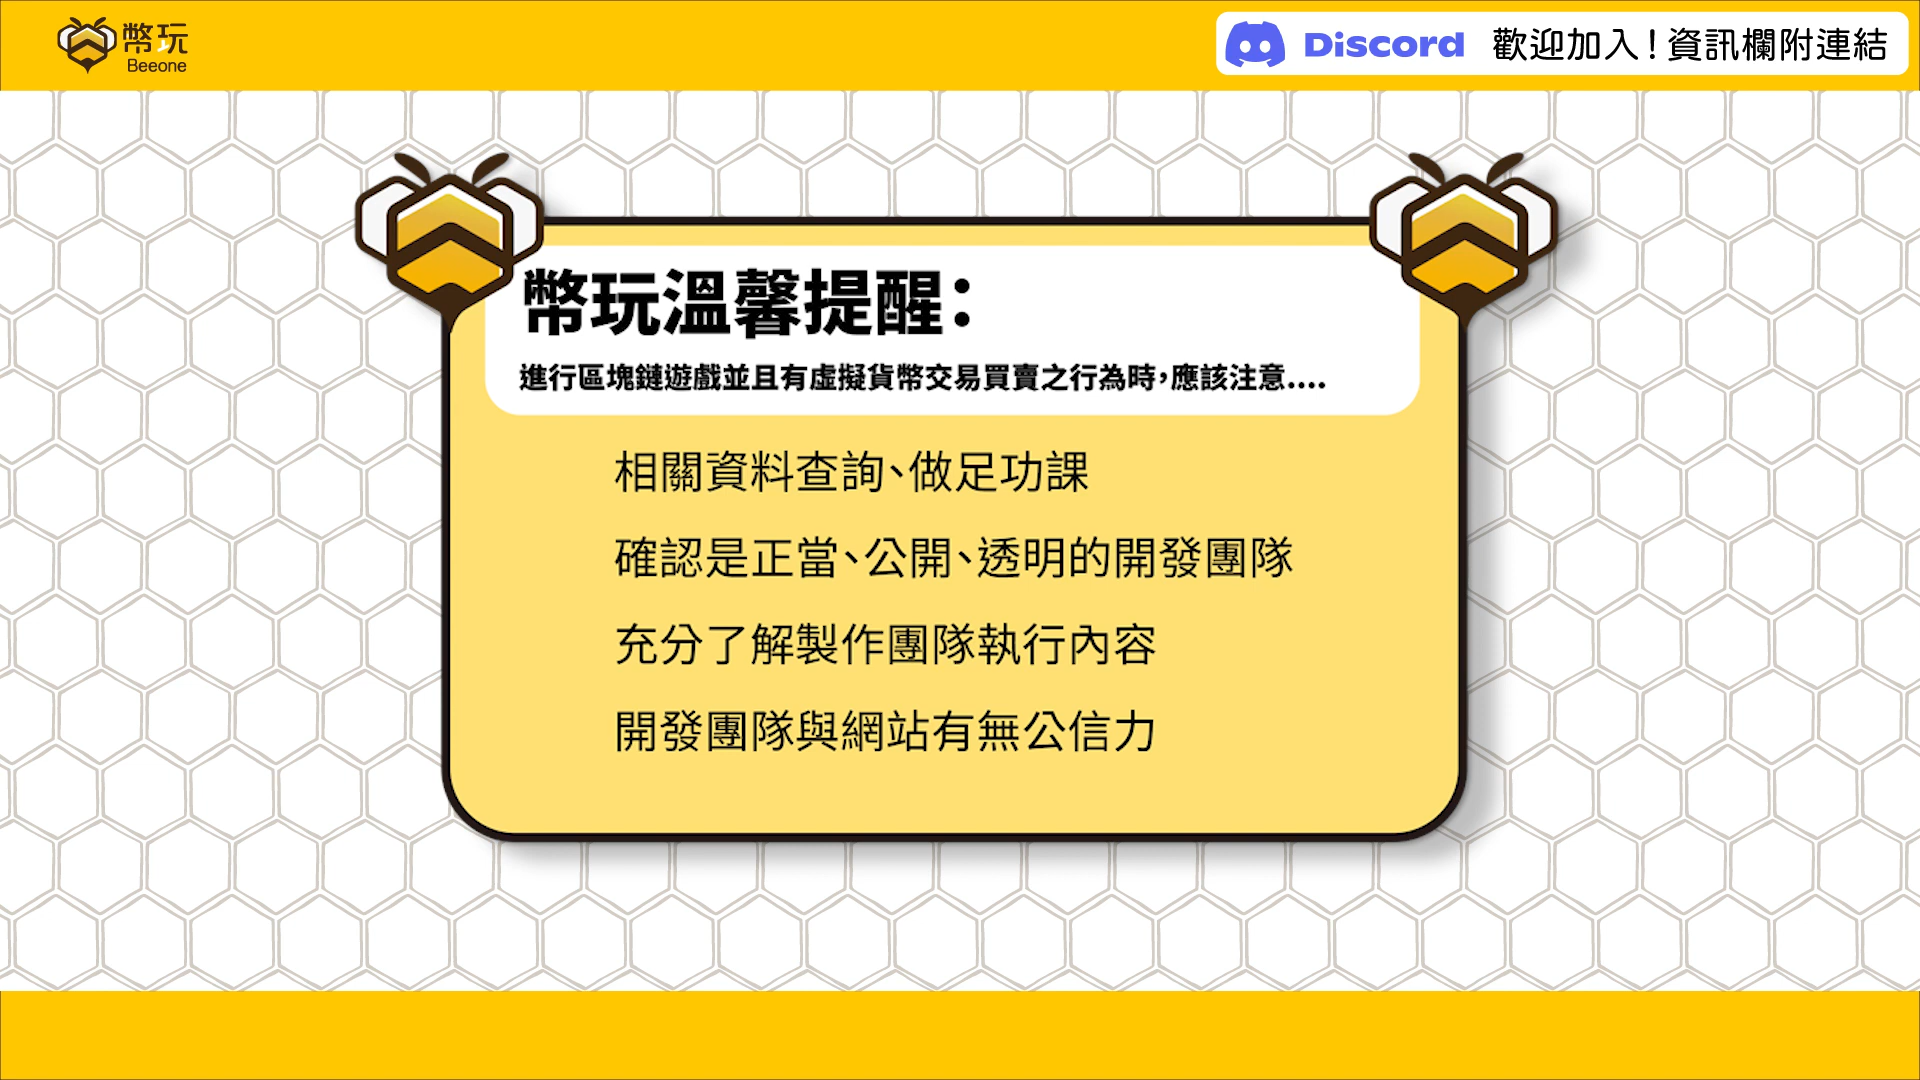 幣玩
Beeone
Discord 歡迎加入！資訊欄附連結
幣玩溫馨提醒：
進行區塊鏈遊戲並且有虛擬貨幣交易買賣之行為時，應該注意....
相關資料查詢、做足功課
確認是正當、公開、透明的開發團隊
充分了解製作團隊執行內容
開發團隊與網站有無公信力